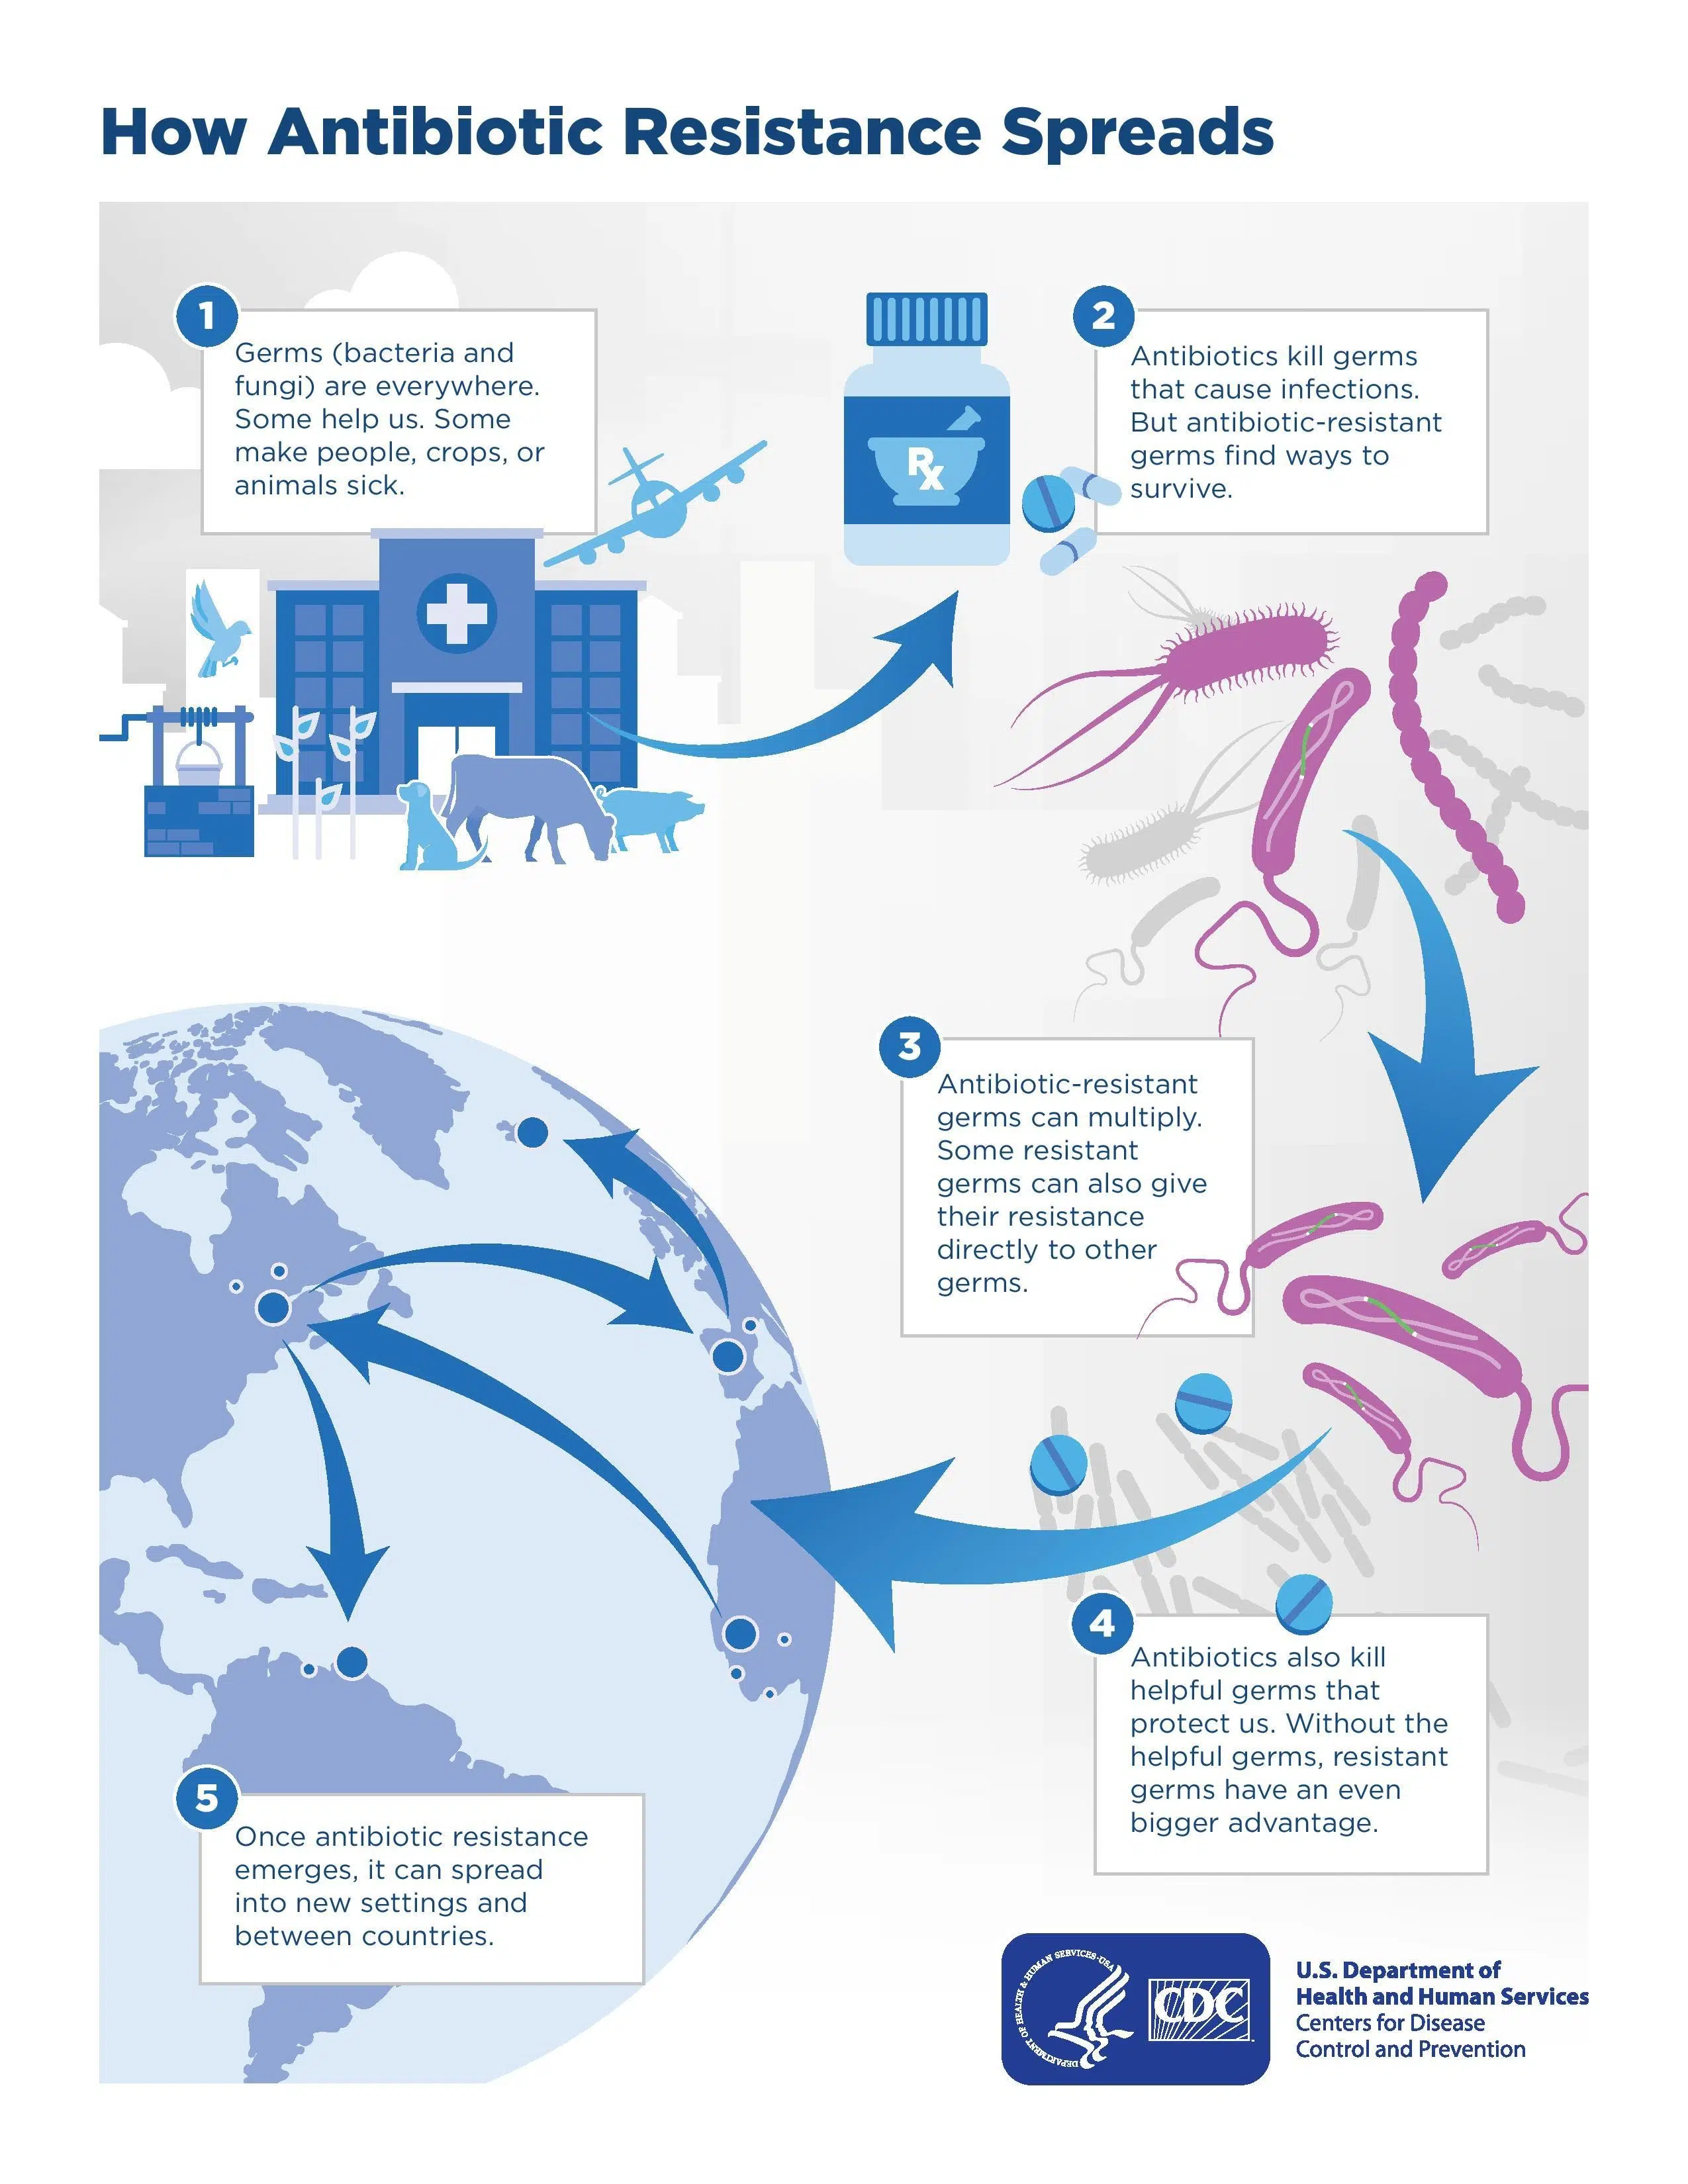 How Antibiotic Resistance Spreads
1
Germs (bacteria and
fungi) are everywhere.
Some help us. Some
make people, crops, or
animals sick.
Rx
2
Antibiotics kill germs
that cause infections.
But antibiotic-resistant
germs find ways to
survive.
3
Antibiotic-resistant
germs can multiply.
Some resistant
germs can also give
their resistance
directly to other
germs.
4
Antibiotics also kill
helpful germs that
protect us. Without the
helpful germs, resistant
germs have an even
bigger advantage.
5
Once antibiotic resistance
emerges, it can spread
into new settings and
between countries.
DEPARTMENT OF HEALTH & HUMAN SERVICES·USA
CDC
U.S. Department of
Health and Human Services
Centers for Disease
Control and Prevention